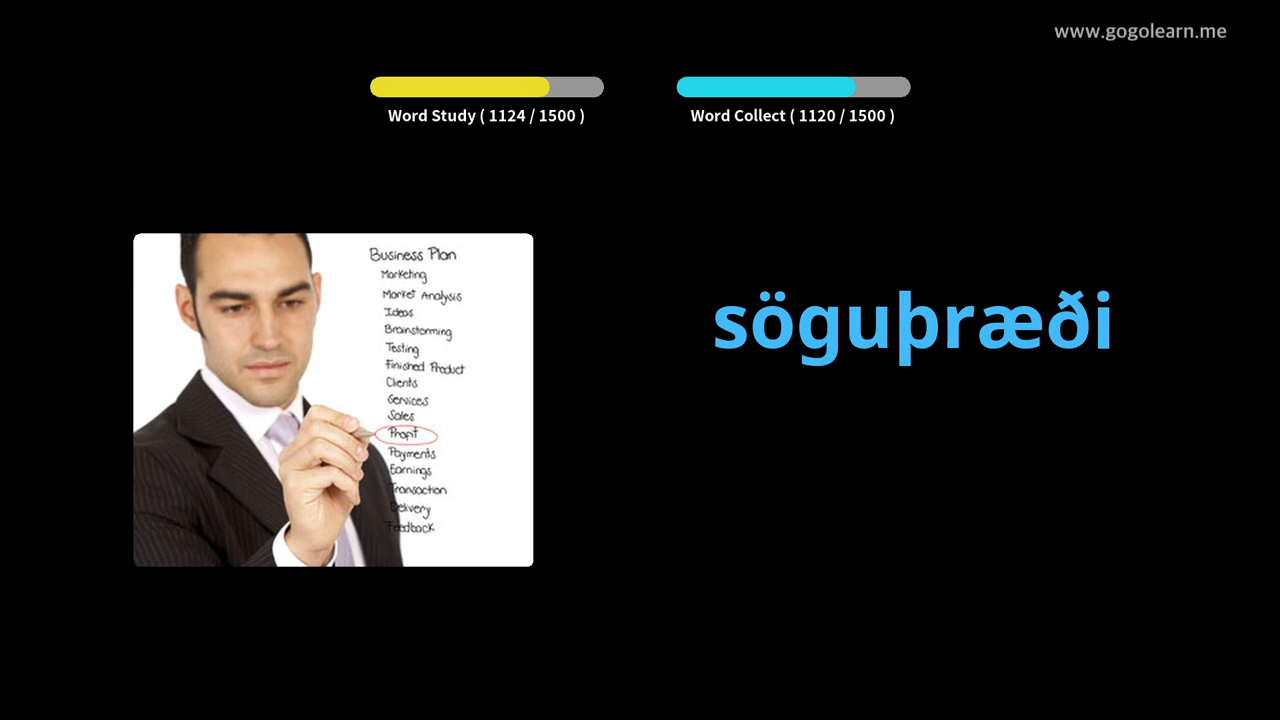 www.gogolearn.me
Word Study ( 1124 / 1500 )
Word Collect ( 1120 / 1500 )
Business Plan
Marketing
Market Analysis
Ideas
Brainstorming
Testing
Finished Product
Clients
Services
Sales
Profit
Payments
Earnings
Transaction
Delivery
Feedback
söguþræði